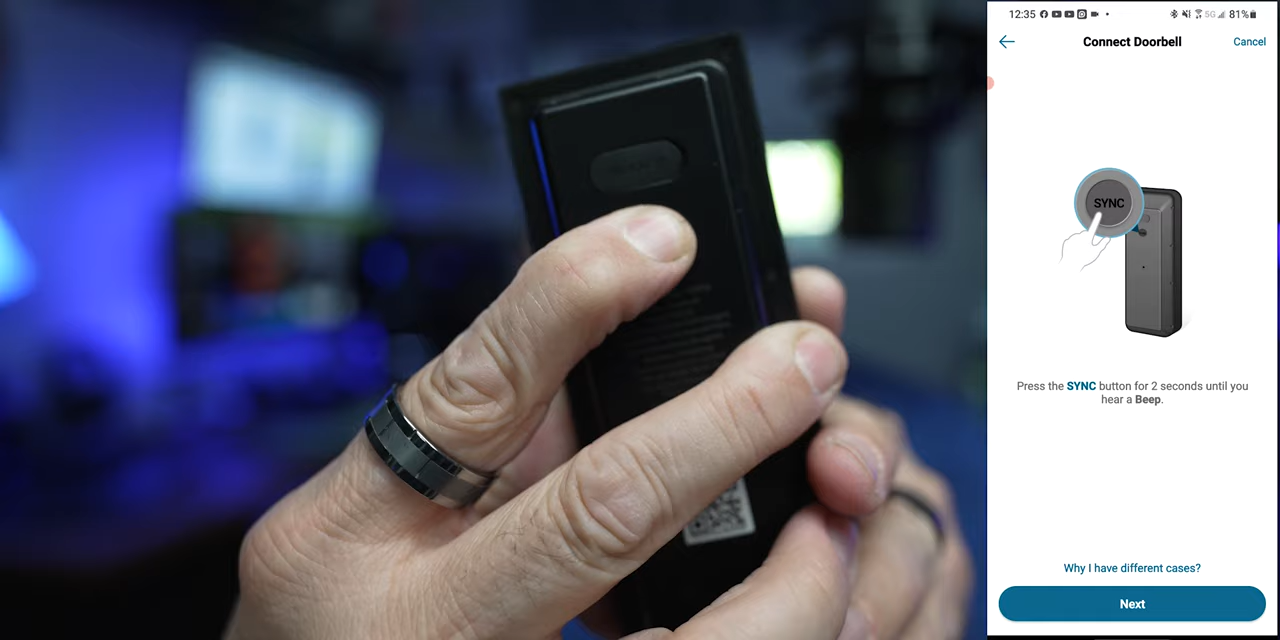 12:35
5G
81%
Connect Doorbell
Cancel
SYNC
Press the SYNC button for 2 seconds until you
hear a Beep.
Why I have different cases?
Next